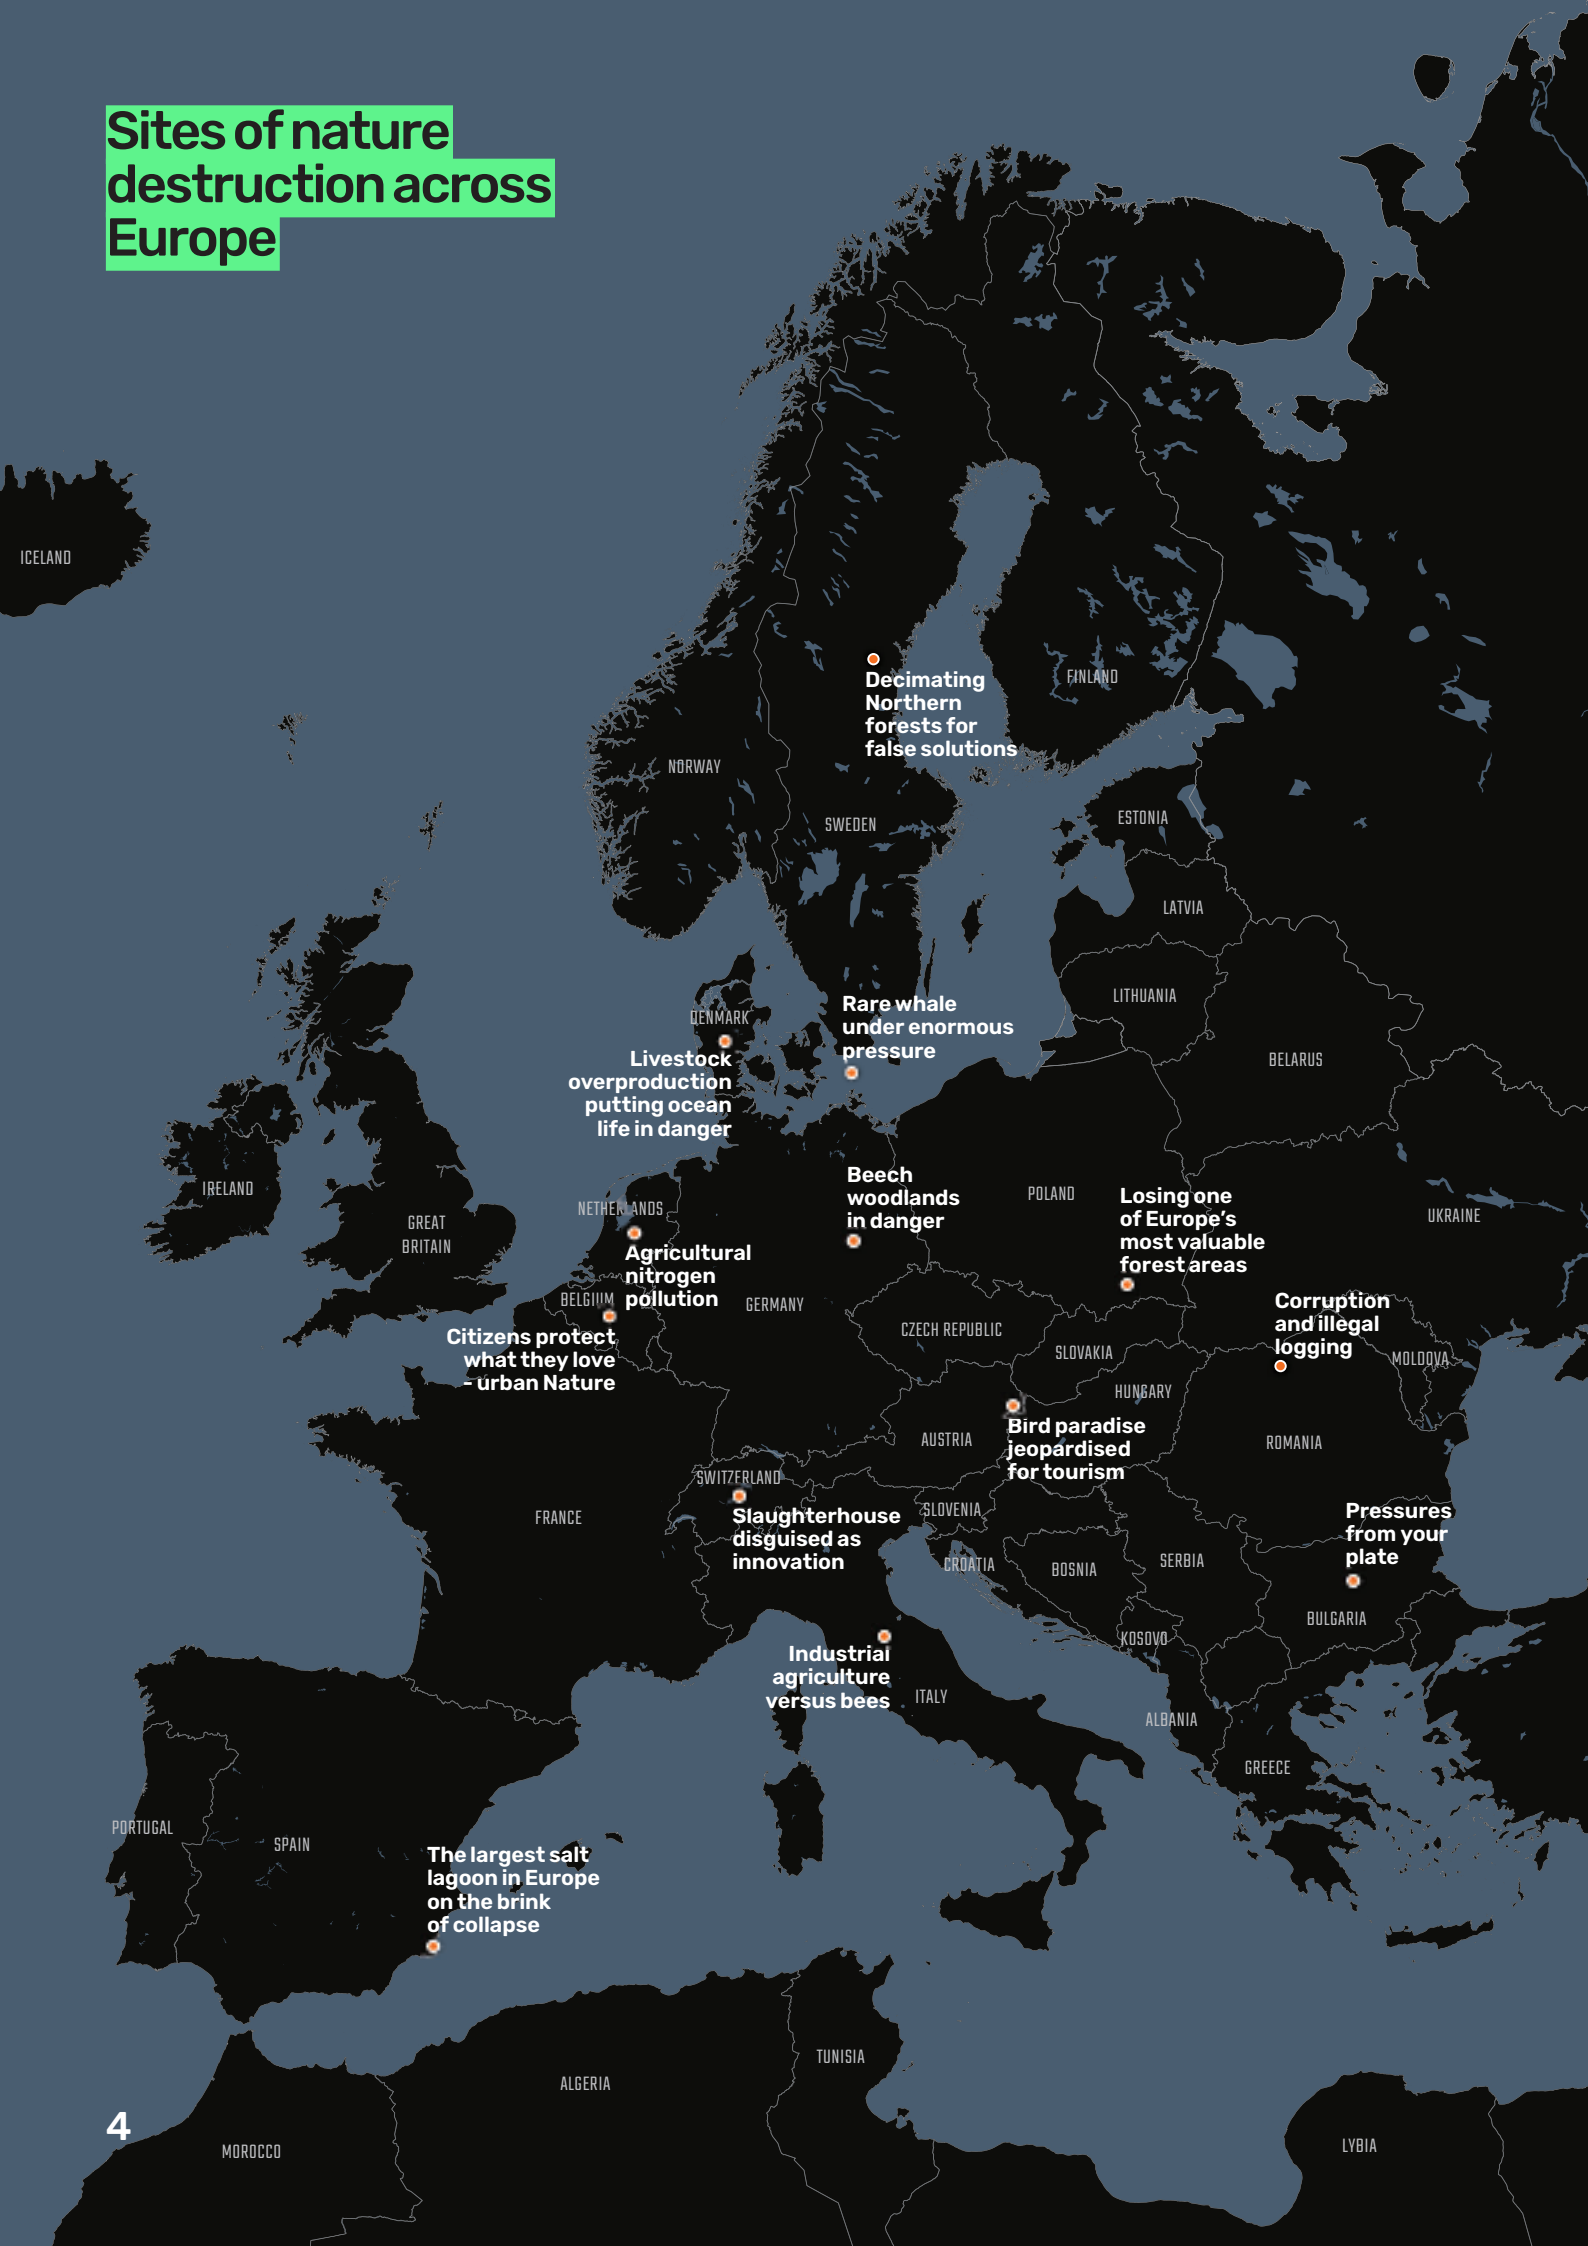 Sites of nature
destruction across
Europe
ICELAND
Decimating
Northern
forests for
false solutions
FINLAND
NORWAY
SWEDEN
ESTONIA
LATVIA
LITHUANIA
Rare whale
under enormous
pressure
DENMARK
Livestock
overproduction
putting ocean
life in danger
BELARUS
IRELAND
GREAT
BRITAIN
NETHERLANDS
Agricultural
nitrogen
pollution
Beech
woodlands
in danger
POLAND
Losing one
of Europe's
most valuable
forest areas
UKRAINE
BELGIUM
Citizens protect
what they love
- urban Nature
GERMANY
CZECH REPUBLIC
SLOVAKIA
Corruption
and illegal
logging
MOLDOVA
HUNGARY
AUSTRIA
Bird paradise
jeopardised
for tourism
ROMANIA
SWITZERLAND
Slaughterhouse
disguised as
innovation
FRANCE
SLOVENIA
CROATIA
BOSNIA
SERBIA
Pressures
from your
plate
BULGARIA
KOSOVO
Industrial
agriculture
versus bees
ITALY
ALBANIA
GREECE
PORTUGAL
SPAIN
The largest salt
lagoon in Europe
on the brink
of collapse
TUNISIA
ALGERIA
MOROCCO
LYBIA
4